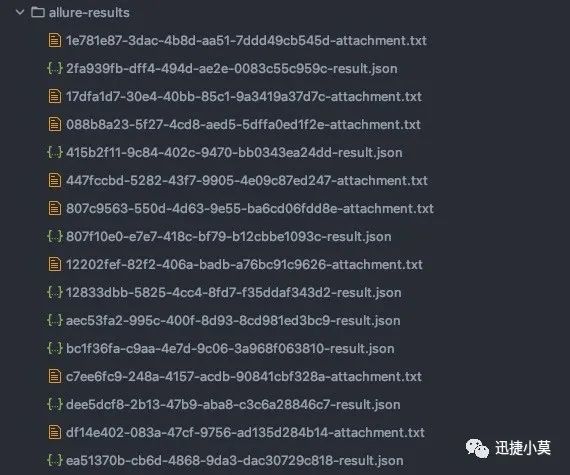 allure-results
1e781e87-3dac-4b8d-aa51-7ddd49cb545d-attachment.txt
2fa939fb-dff4-494d-ae2e-0083c55c959c-result.json
17dfa1d7-30e4-40bb-85c1-9a3419a37d7c-attachment.txt
088b8a23-5f27-4cd8-aed5-5dffa0ed1f2e-attachment.txt
415b2f11-9c84-402c-9470-bb0343ea24dd-result.json
447fccbd-5282-43f7-9905-4e09c87ed247-attachment.txt
807c9563-550d-4d63-9e55-ba6cd06fdd8e-attachment.txt
807f10e0-e7e7-418c-bf79-b12cbbe1093c-result.json
12202fef-82f2-406a-badb-a76bc91c9626-attachment.txt
12833dbb-5825-4cc4-8fd7-f35ddaf343d2-result.json
aec53fa2-995c-400f-8d93-8cd981ed3bc9-result.json
bc1f36fa-c9aa-4e7d-9c06-3a968f063810-result.json
c7ee6fc9-248a-4157-acdb-90841cbf328a-attachment.txt
dee5dcf8-2b13-47b9-aba8-c3c6a28846c7-result.json
df14e402-083a-47cf-9756-ad135d284b14-attachment.txt
ea51370b-cb6d-4868-9da3-dac30729c818-result.json
迅捷小莫